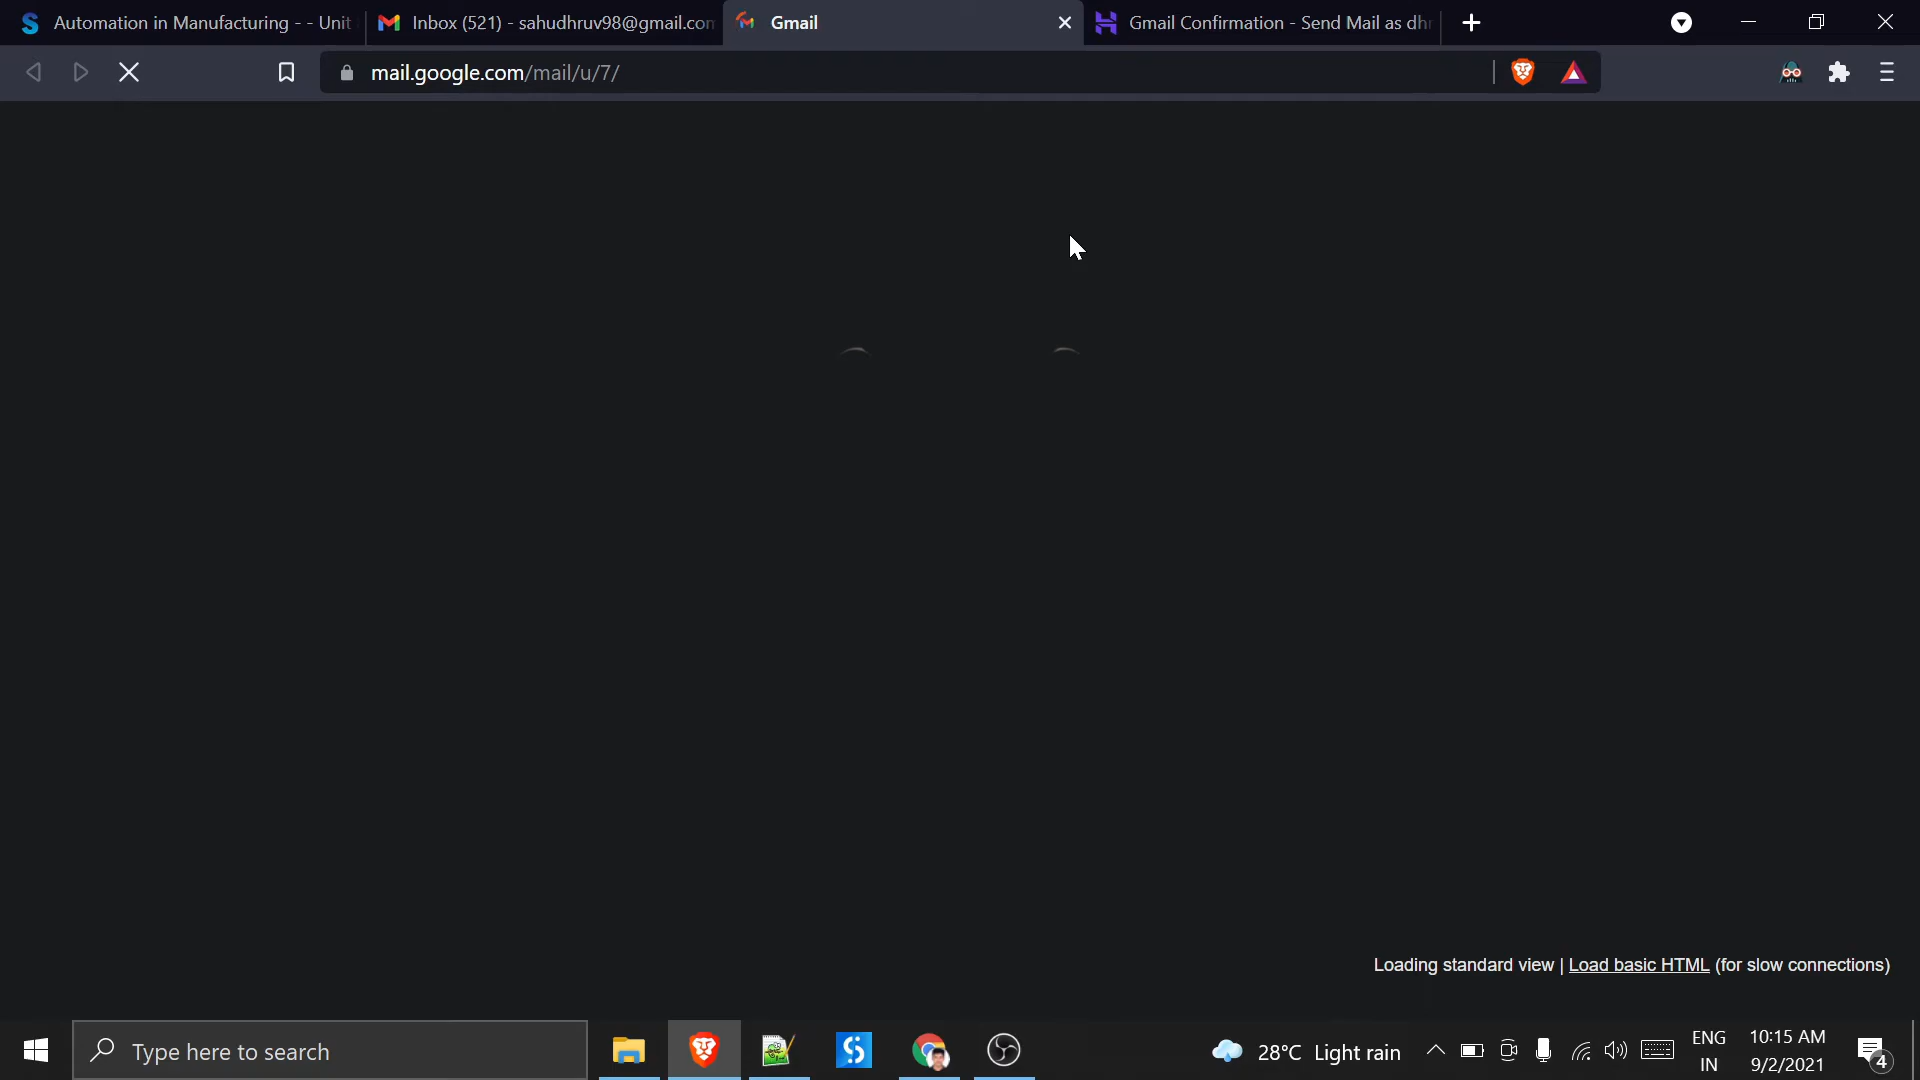 Automation in Manufacturing - - Unit
Inbox (521) - sahudhruv98@gmail.com
Gmail
Gmail Confirmation - Send Mail as dhr
mail.google.com/mail/u/7/
Loading standard view | Load basic HTML (for slow connections)
Type here to search
28°C Light rain
ENG
IN
10:15 AM
9/2/2021
4